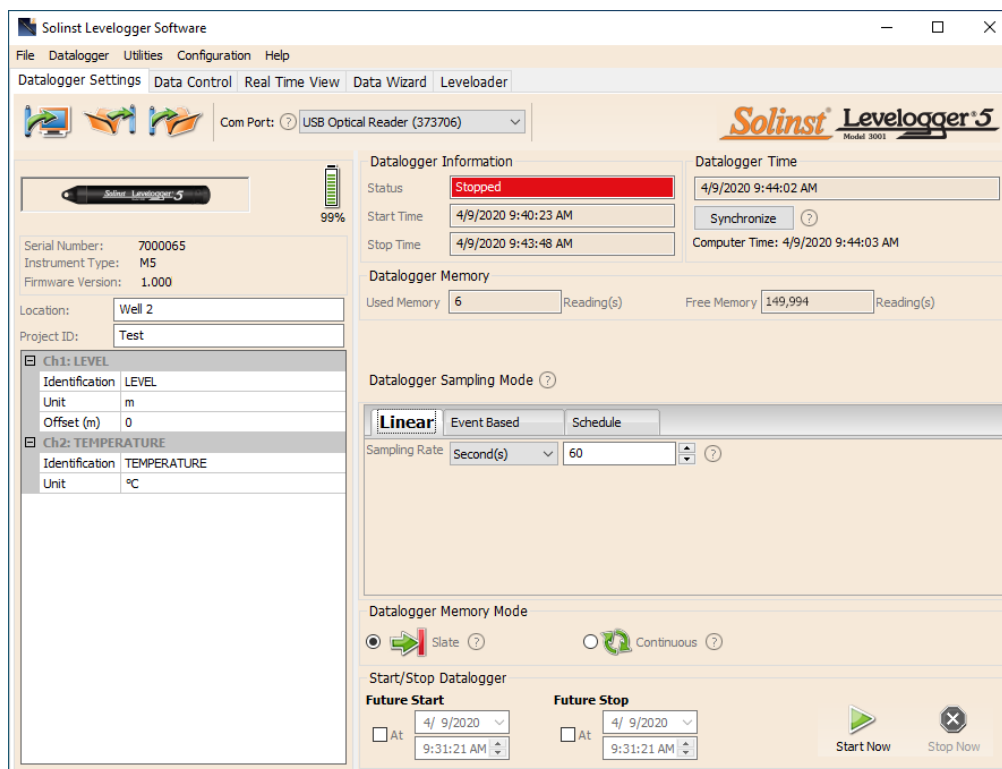 Solinst Levelogger Software
File Datalogger Utilities Configuration Help
Datalogger Settings Data Control Real Time View Data Wizard Leveloader
Com Port: ? USB Optical Reader (373706)
Solinst® Levelogger® 5
Model 3001
Solinst Levelogger 5
99%
Serial Number: 7000065
Instrument Type: M5
Firmware Version: 1.000
Location: Well 2
Project ID: Test
Ch1: LEVEL
Identification LEVEL
Unit m
Offset (m) 0
Ch2: TEMPERATURE
Identification TEMPERATURE
Unit ºC
Datalogger Information
Status Stopped
Start Time 4/9/2020 9:40:23 AM
Stop Time 4/9/2020 9:43:48 AM
Datalogger Time
4/9/2020 9:44:02 AM
Synchronize ?
Computer Time: 4/9/2020 9:44:03 AM
Datalogger Memory
Used Memory 6 Reading(s) Free Memory 149,994 Reading(s)
Datalogger Sampling Mode ?
Linear Event Based Schedule
Sampling Rate Second(s) 60 ?
Datalogger Memory Mode
Slate ? Continuous ?
Start/Stop Datalogger
Future Start Future Stop
At 4/ 9/2020 At 4/ 9/2020
9:31:21 AM 9:31:21 AM
Start Now Stop Now